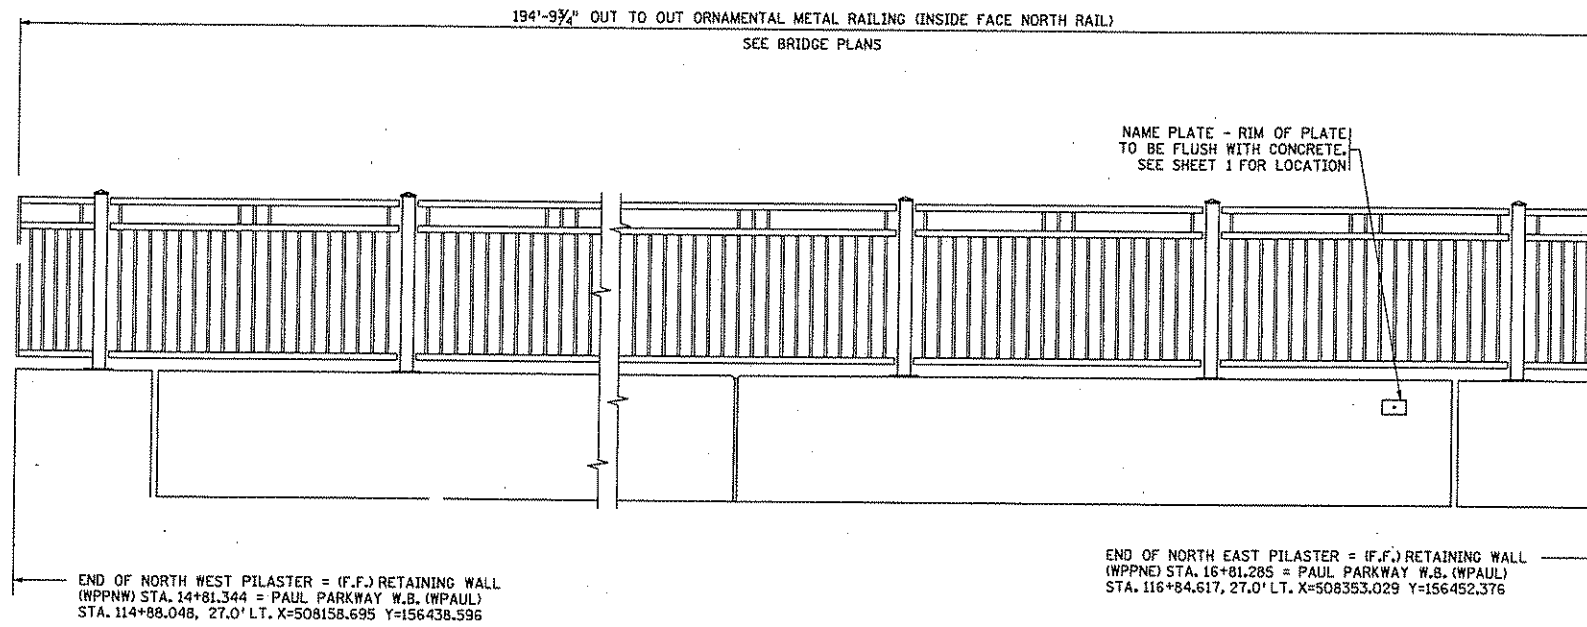 194'-9¾" OUT TO OUT ORNAMENTAL METAL RAILING (INSIDE FACE NORTH RAIL)
SEE BRIDGE PLANS
NAME PLATE - RIM OF PLATE
TO BE FLUSH WITH CONCRETE.
SEE SHEET 1 FOR LOCATION
END OF NORTH WEST PILASTER = (F.F.) RETAINING WALL
(WPPNW) STA. 14+81.344 = PAUL PARKWAY W.B. (WPAUL)
STA. 114+88.048, 27.0' LT. X=508158.695 Y=156438.596
END OF NORTH EAST PILASTER = (F.F.) RETAINING WALL
(WPPNE) STA. 16+81.285 = PAUL PARKWAY W.B. (WPAUL)
STA. 116+84.617, 27.0' LT. X=508353.029 Y=156452.376